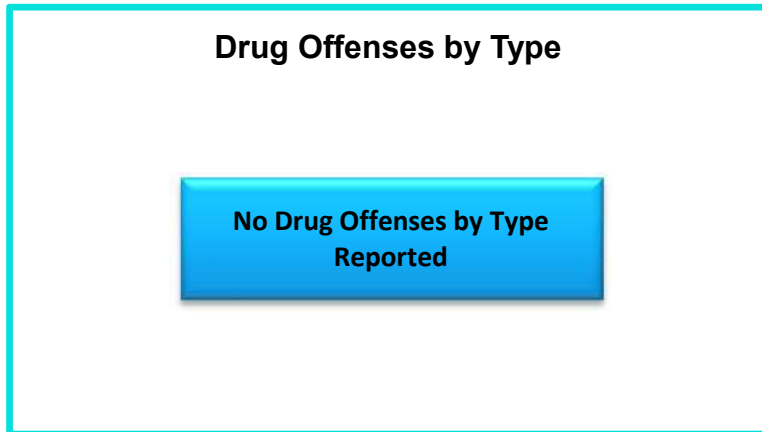 Drug Offenses by Type
No Drug Offenses by Type
Reported